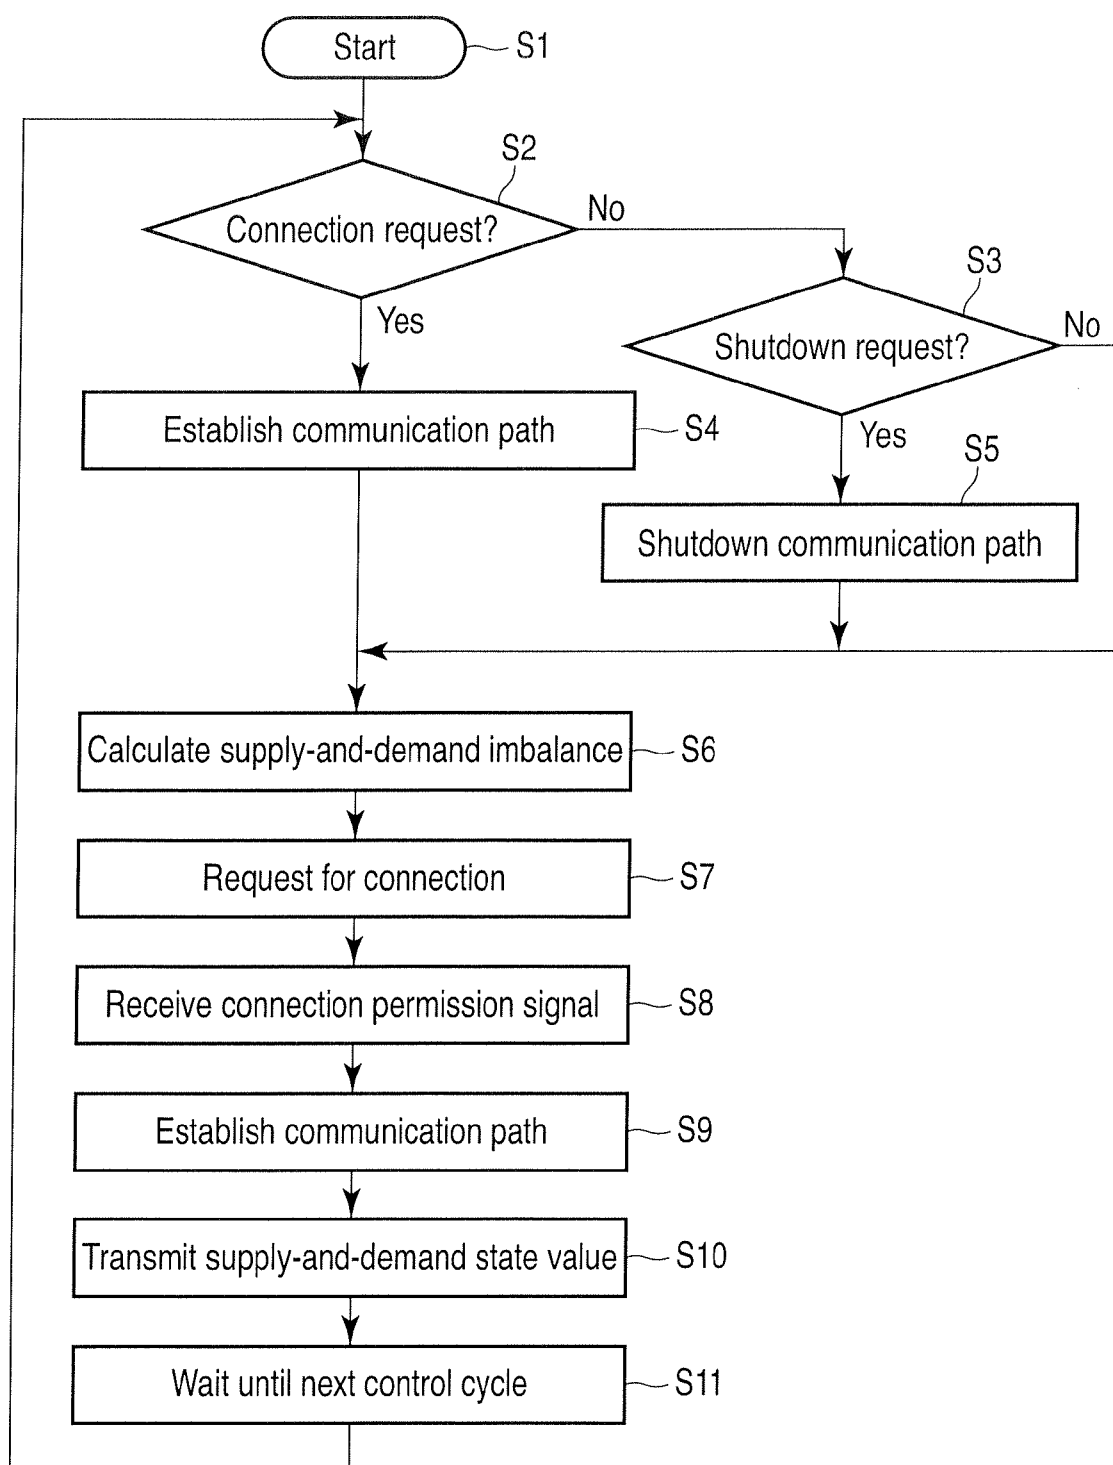 Start
S1
S2
Connection request?
No
Yes
S3
Shutdown request?
No
Yes
Establish communication path
S4
S5
Shutdown communication path
Calculate supply-and-demand imbalance
S6
Request for connection
S7
Receive connection permission signal
S8
Establish communication path
S9
Transmit supply-and-demand state value
S10
Wait until next control cycle
S11